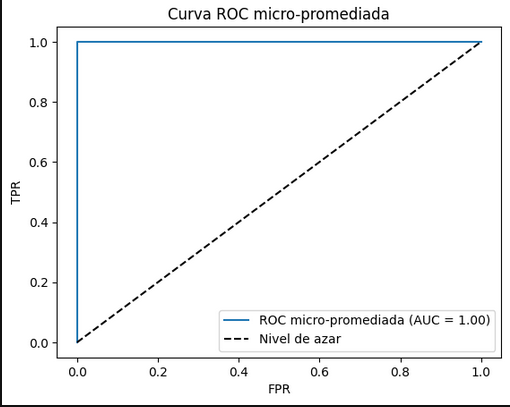 Curva ROC micro-promediada
1.0
0.8
0.6
0.4
0.2
0.0
TPR
ROC micro-promediada (AUC = 1.00)
Nivel de azar
0.0 0.2 0.4 0.6 0.8 1.0
FPR